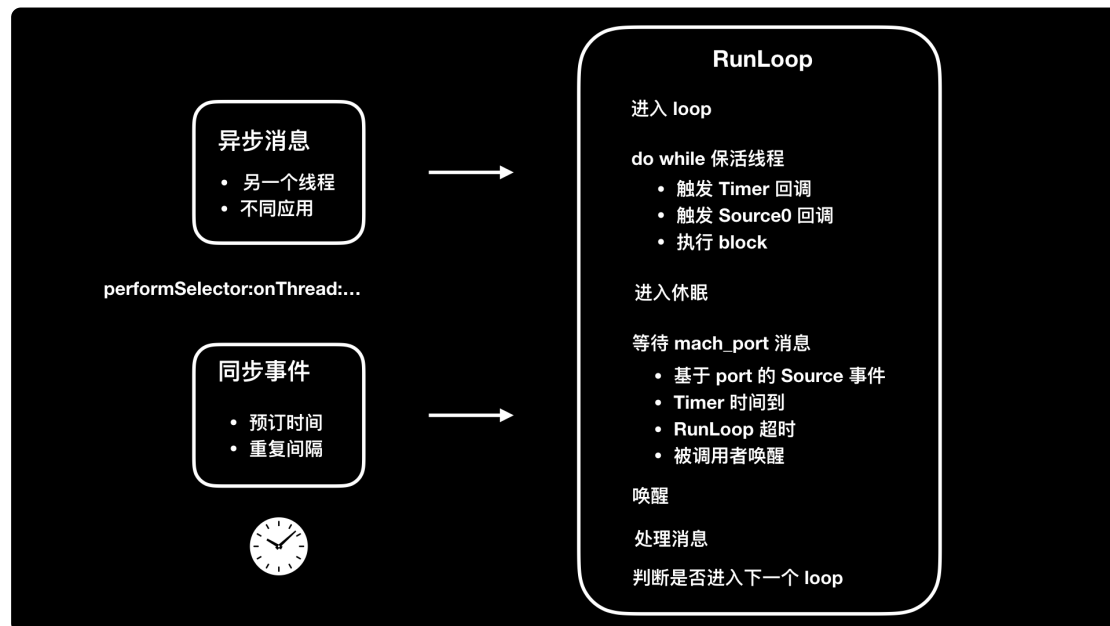 异步消息
• 另一个线程
• 不同应用
performSelector:onThread:...
同步事件
• 预订时间
• 重复间隔
RunLoop
进入 loop
do while 保活线程
• 触发 Timer 回调
• 触发 Source0 回调
• 执行 block
进入休眠
等待 mach_port 消息
• 基于 port 的 Source 事件
• Timer 时间到
• RunLoop 超时
• 被调用者唤醒
唤醒
处理消息
判断是否进入下一个 loop